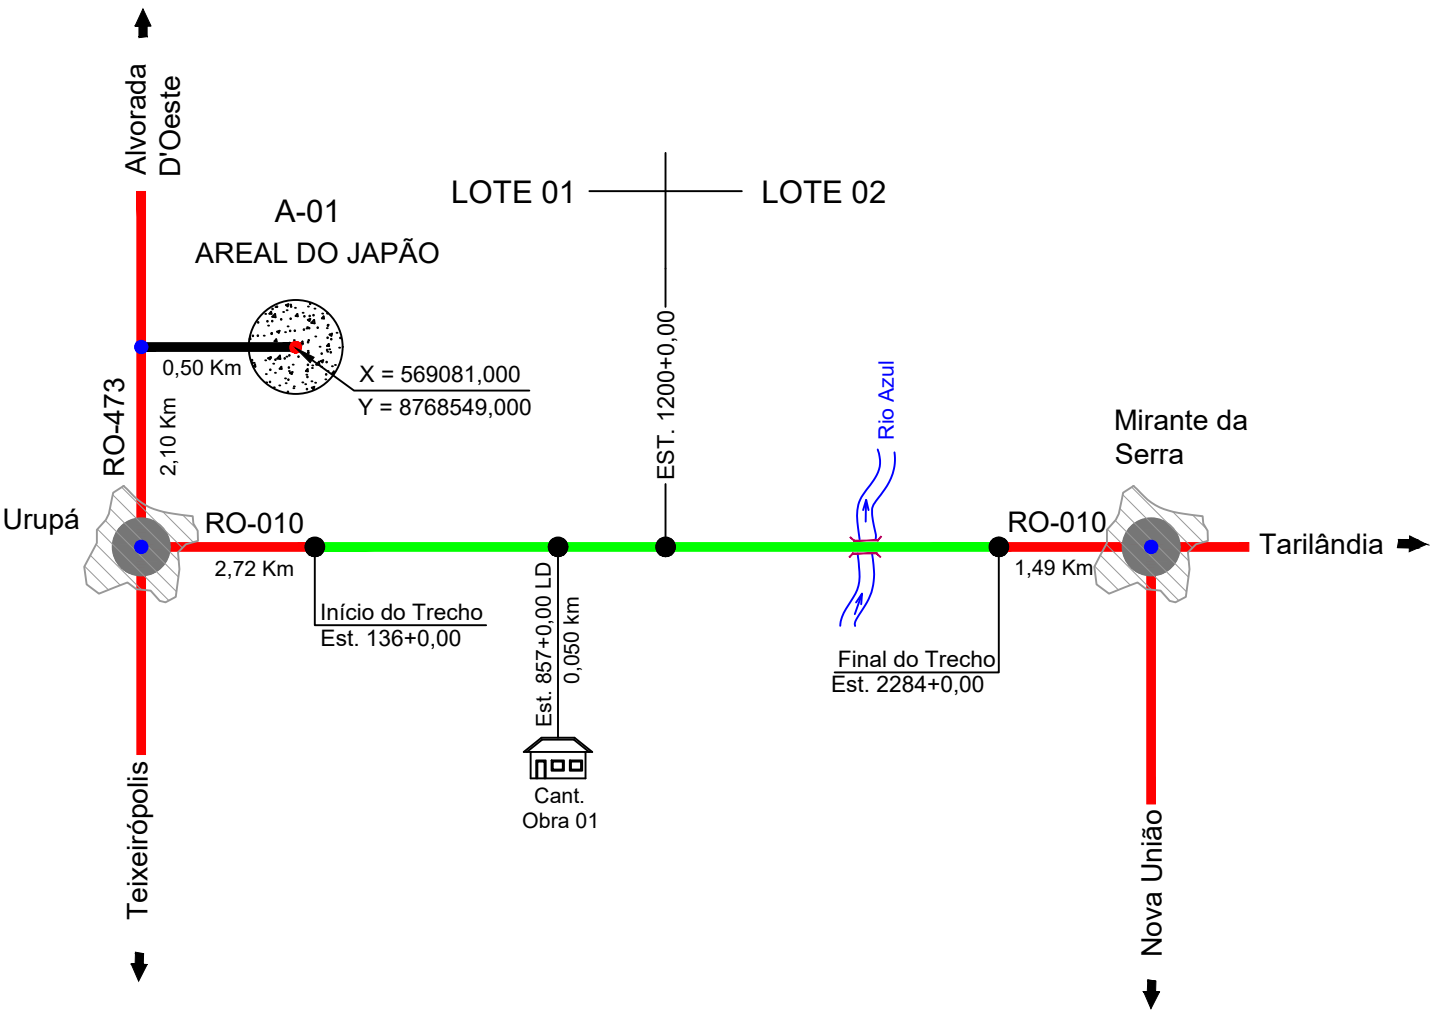 Alvorada
D'Oeste
LOTE 01
LOTE 02
A-01
AREAL DO JAPÃO
0,50 Km
X = 569081,000
Y = 8768549,000
RO-473
2,10 Km
EST. 1200+0,00
Rio Azul
Mirante da
Serra
Urupá
RO-010
2,72 Km
RO-010
1,49 Km
Tarilândia
Início do Trecho
Est. 136+0,00
Est. 857+0,00 LD
0,050 km
Final do Trecho
Est. 2284+0,00
Cant.
Obra 01
Teixeirópolis
Nova União